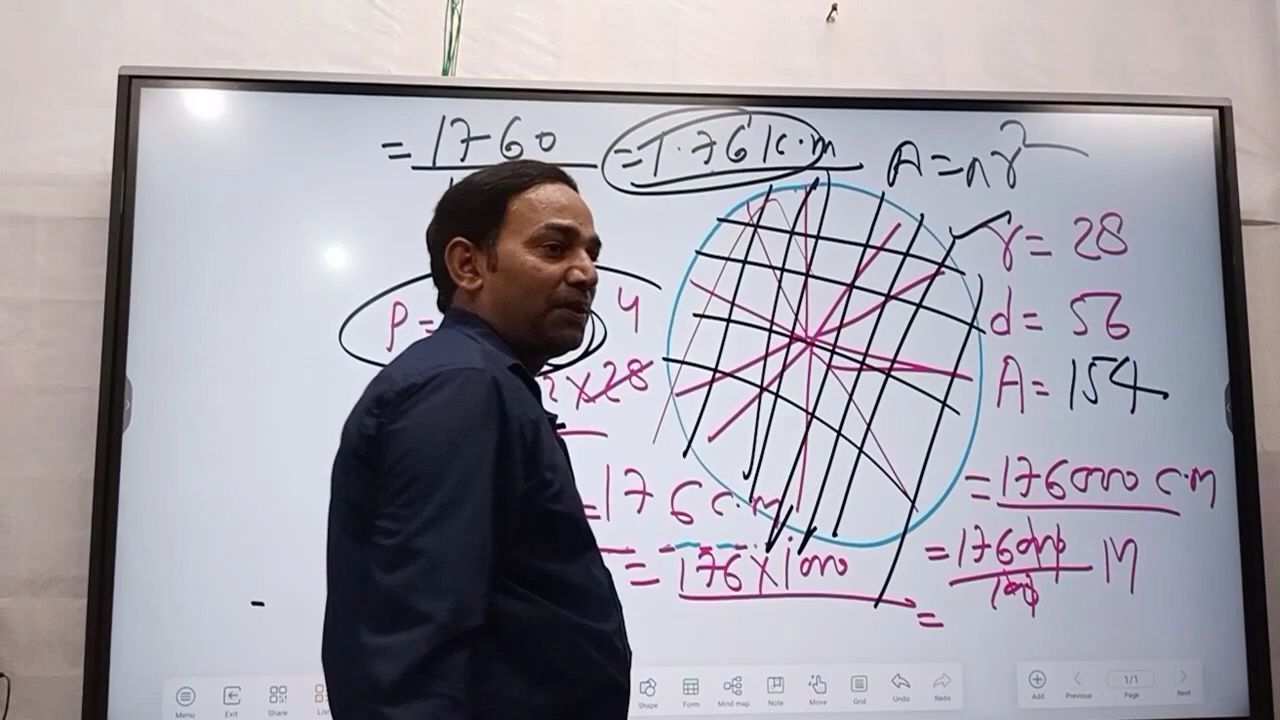 = 1760 = 1.76 k.m
A = πr²
r = 28
P =
4
d = 56
2 X 28
A = 154
= 176 c.m
= 176000 c.m
= 176 X 1000
= 176000 M
=
Menu Exit Share Shape Form Mind map Note Move Grid Undo Redo Add Previous 1/1 Page Next